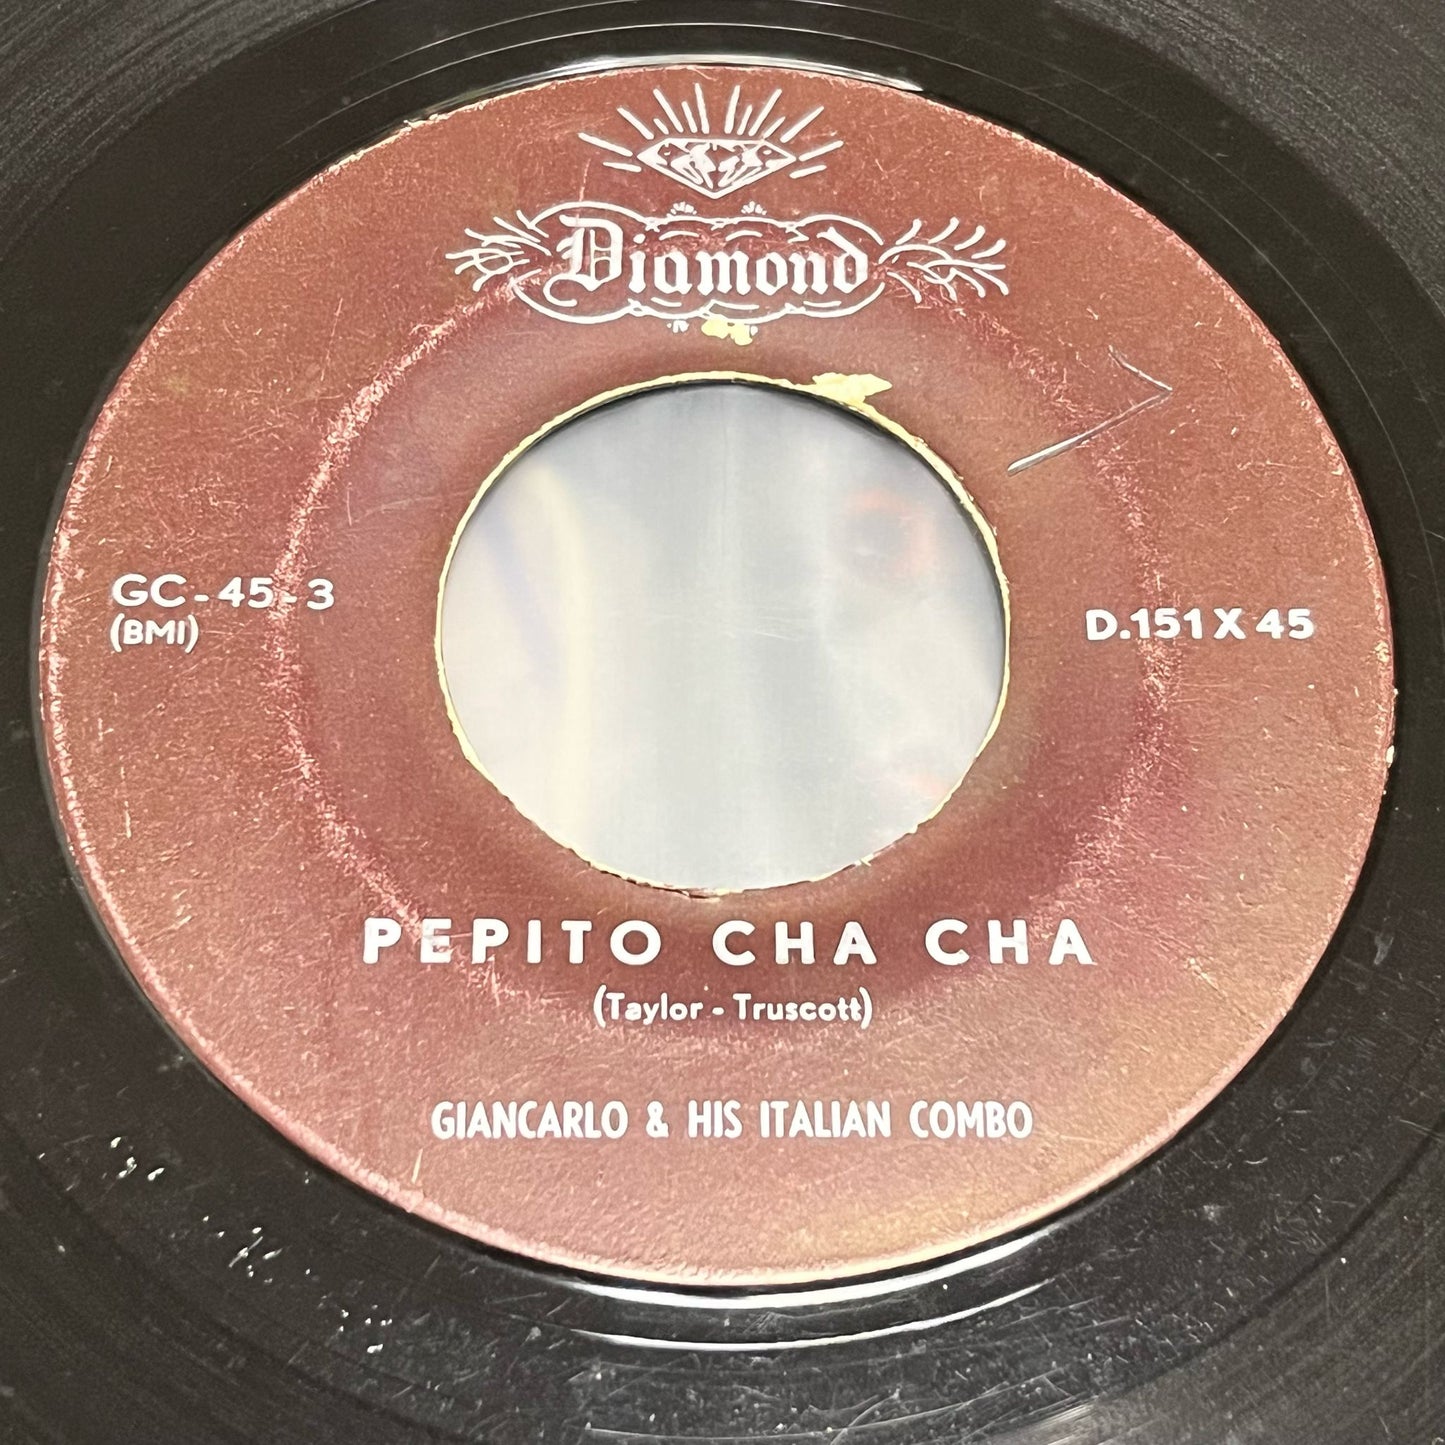 Diamond
GC-45-3
(BMI)
D.151 X 45
PEPITO CHA CHA
(Taylor - Truscott)
GIANCARLO & HIS ITALIAN COMBO